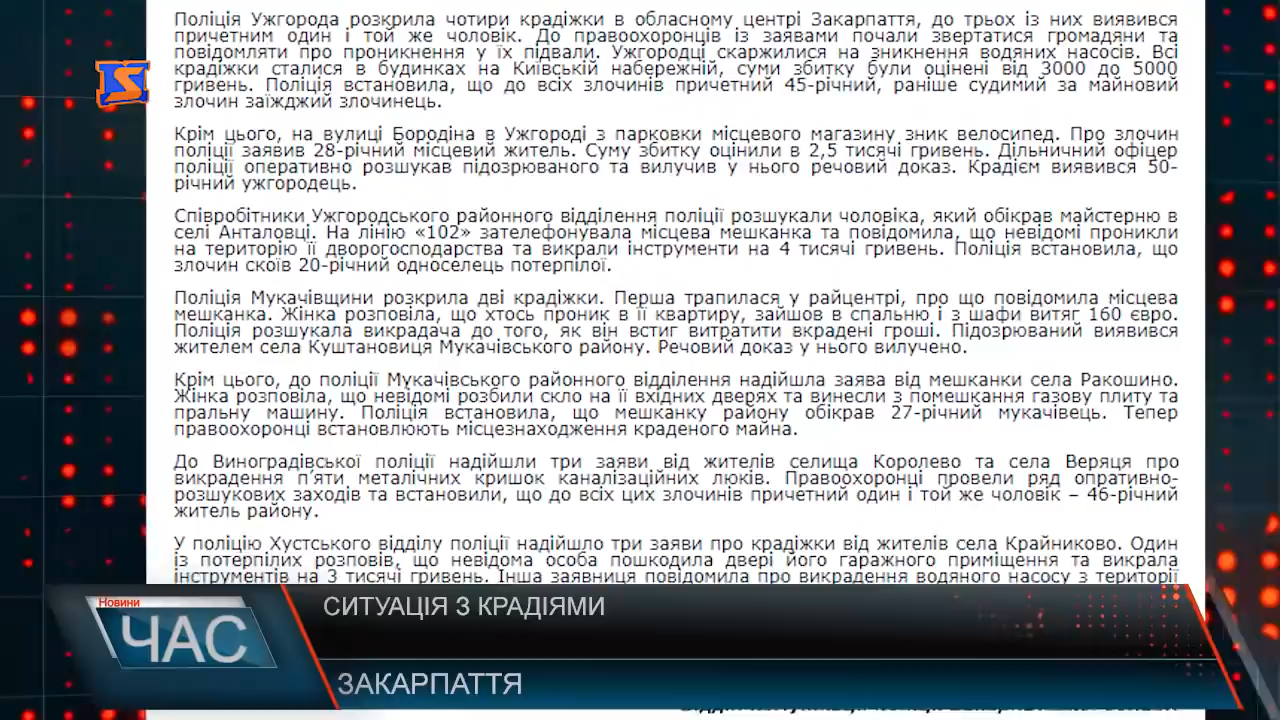 Поліція Ужгорода розкрила чотири крадіжки в обласному центрі Закарпаття, до трьох із них виявився
причетним один і той же чоловік. До правоохоронців із заявами почали звертатися громадяни та
повідомляти про проникнення у їх підвали. Ужгородці скаржилися на зникнення водяних насосів. Всі
крадіжки сталися в будинках на Київській набережній, суми збитку були оцінені від 3000 до 5000
гривень. Поліція встановила, що до всіх злочинів причетний 45-річний, раніше судимий за майновий
злочин заїжджий злочинець.
Крім цього, на вулиці Бородіна в Ужгороді з парковки місцевого магазину зник велосипед. Про злочин
поліції заявив 28-річний місцевий житель. Суму збитку оцінили в 2,5 тисячі гривень. Дільничний офіцер
поліції оперативно розшукав підозрюваного та вилучив у нього речовий доказ. Крадієм виявився 50-
річний ужгородець.
Співробітники Ужгородського районного відділення поліції розшукали чоловіка, який обікрав майстерню в
селі Анталовці. На лінію «102» зателефонувала місцева мешканка та повідомила, що невідомі проникли
на територію її дворогосподарства та викрали інструменти на 4 тисячі гривень. Поліція встановила, що
злочин скоїв 20-річний односелець потерпілої.
Поліція Мукачівщини розкрила дві крадіжки. Перша трапилася у райцентрі, про що повідомила місцева
мешканка. Жінка розповіла, що хтось проник в її квартиру, зайшов в спальню і з шафи витяг 160 євро.
Поліція розшукала викрадача до того, як він встиг витратити вкрадені гроші. Підозрюваний виявився
жителем села Куштановиця Мукачівського району. Речовий доказ у нього вилучено.
Крім цього, до поліції Мукачівського районного відділення надійшла заява від мешканки села Ракошино.
Жінка розповіла, що невідомі розбили скло на її вхідних дверях та винесли з помешкання газову плиту та
пральну машину. Поліція встановила, що мешканку району обікрав 27-річний мукачівець. Тепер
правоохоронці встановлюють місцезнаходження краденого майна.
До Виноградівської поліції надійшли три заяви від жителів селища Королево та села Веряця про
викрадення п’яти металічних кришок каналізаційних люків. Правоохоронці провели ряд опративно-
розшукових заходів та встановили, що до всіх цих злочинів причетний один і той же чоловік – 46-річний
житель району.
У поліцію Хустського відділу поліції надійшло три заяви про крадіжки від жителів села Крайниково. Один
із потерпілих розповів, що невідома особа пошкодила двері його гаражного приміщення та викрала
інструментів на 3 тисячі гривень. Інша заявниця повідомила про викрадення водяного насосу з території
Новини
ЧАС
СИТУАЦІЯ З КРАДІЯМИ
ЗАКАРПАТТЯ